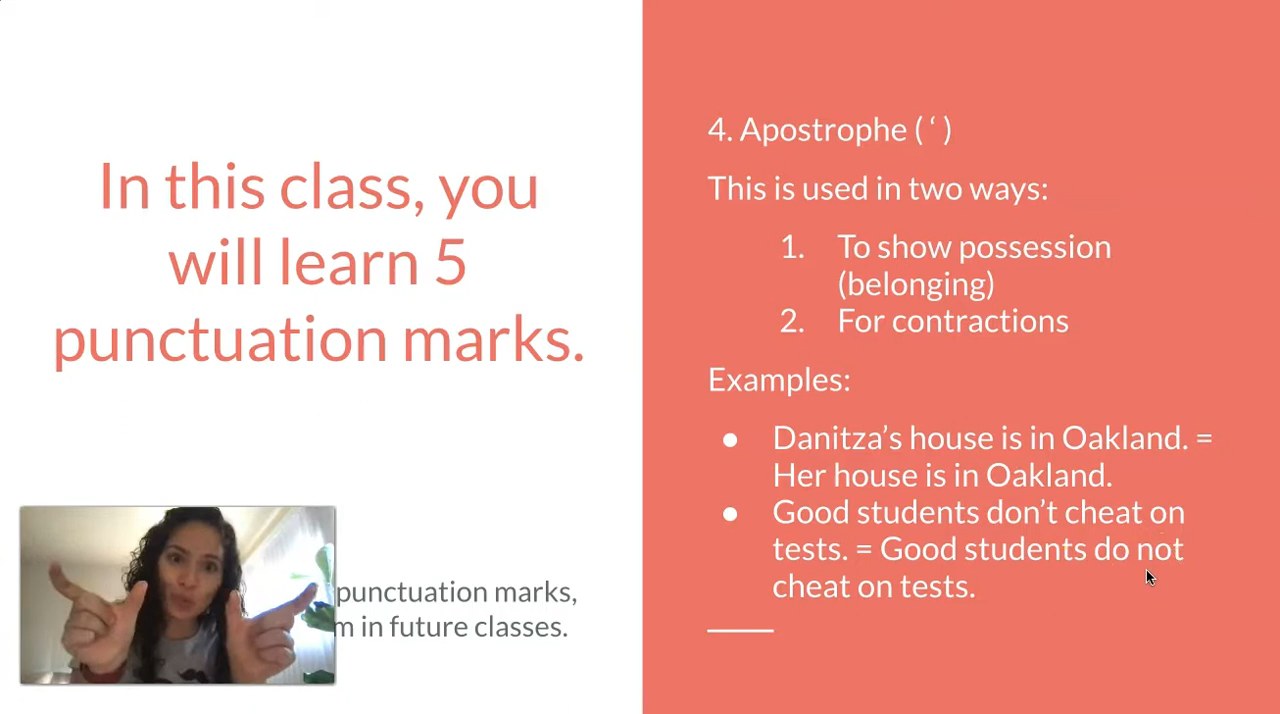 In this class, you
will learn 5
punctuation marks.
punctuation marks,
in future classes.
4. Apostrophe ( ‘ )
This is used in two ways:
1. To show possession
(belonging)
2. For contractions
Examples:
● Danitza’s house is in Oakland. =
Her house is in Oakland.
● Good students don’t cheat on
tests. = Good students do not
cheat on tests.